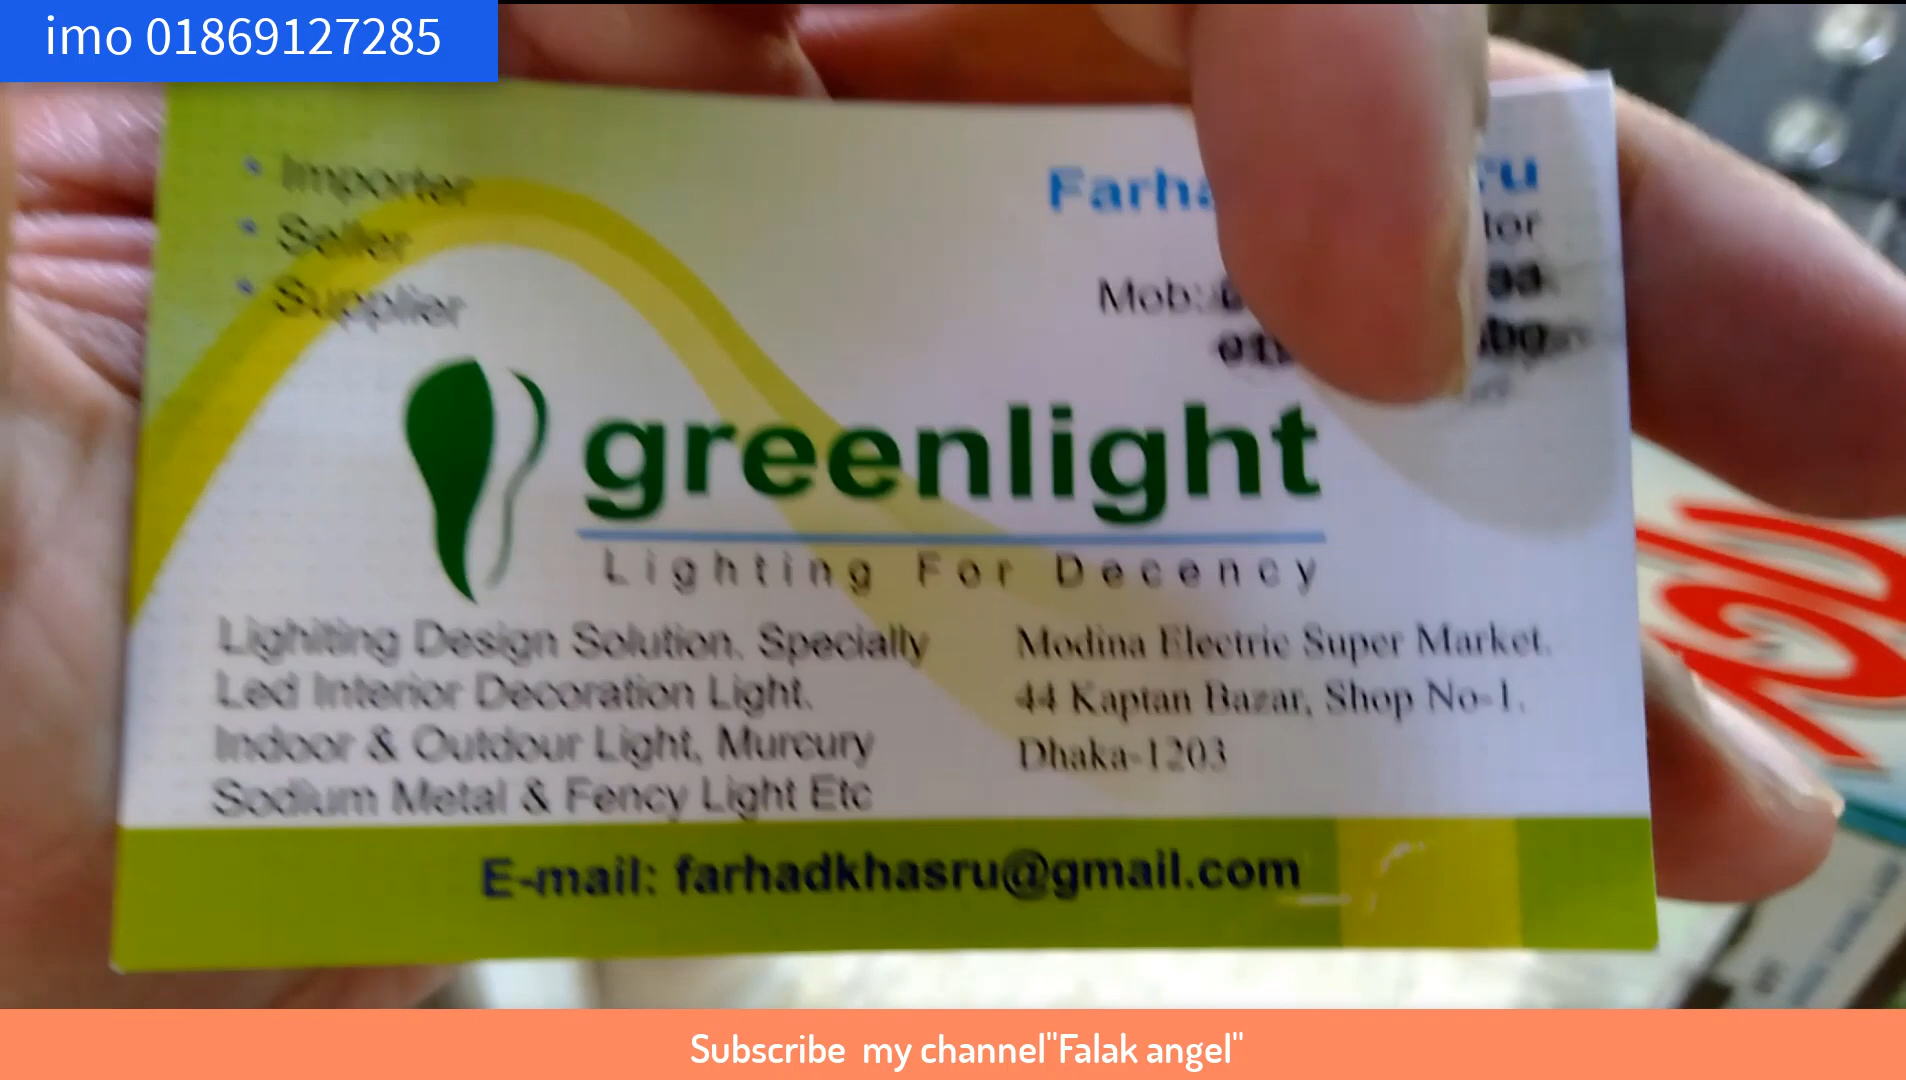 imo 01869127285
Importer
Seller
Supplier
Mob:
greenlight
Lighting For Decency
Lighiting Design Solution. Specially
Led Interior Decoration Light.
Indoor & Outdour Light, Murcury
Sodium Metal & Fency Light Etc
Modina Electric Super Market.
44 Kaptan Bazar, Shop No-1.
Dhaka-1203
E-mail: farhadkhasru@gmail.com
Subscribe my channel"Falak angel"